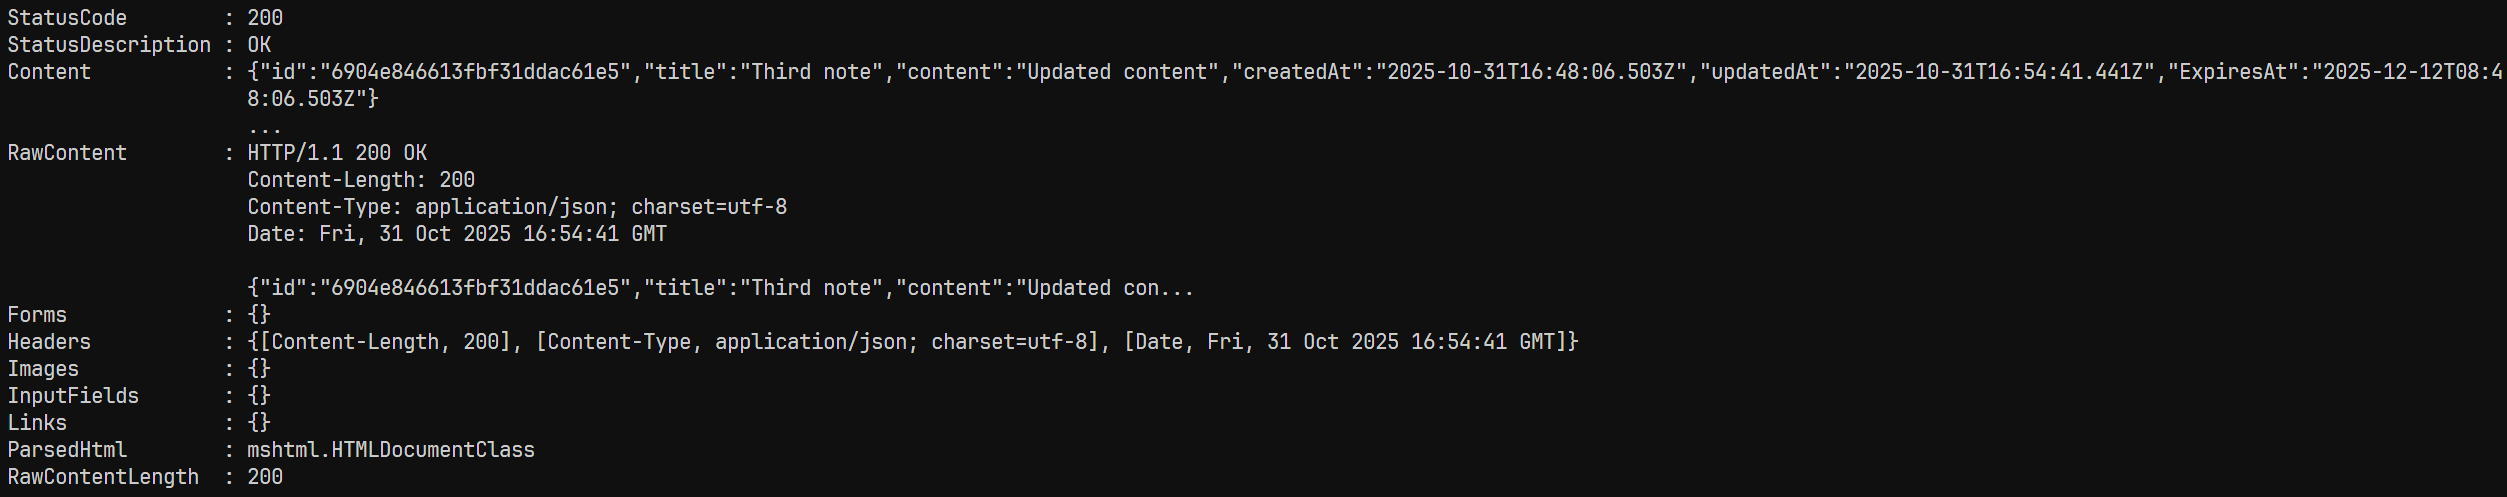 StatusCode        : 200
StatusDescription : OK
Content           : {"id":"6904e846613fbf31ddac61e5","title":"Third note","content":"Updated content","createdAt":"2025-10-31T16:48:06.503Z","updatedAt":"2025-10-31T16:54:41.441Z","ExpiresAt":"2025-12-12T08:4
                    8:06.503Z"}
                    ...
RawContent        : HTTP/1.1 200 OK
                    Content-Length: 200
                    Content-Type: application/json; charset=utf-8
                    Date: Fri, 31 Oct 2025 16:54:41 GMT

                    {"id":"6904e846613fbf31ddac61e5","title":"Third note","content":"Updated con...
Forms             : {}
Headers           : {[Content-Length, 200], [Content-Type, application/json; charset=utf-8], [Date, Fri, 31 Oct 2025 16:54:41 GMT]}
Images            : {}
InputFields       : {}
Links             : {}
ParsedHtml        : mshtml.HTMLDocumentClass
RawContentLength  : 200